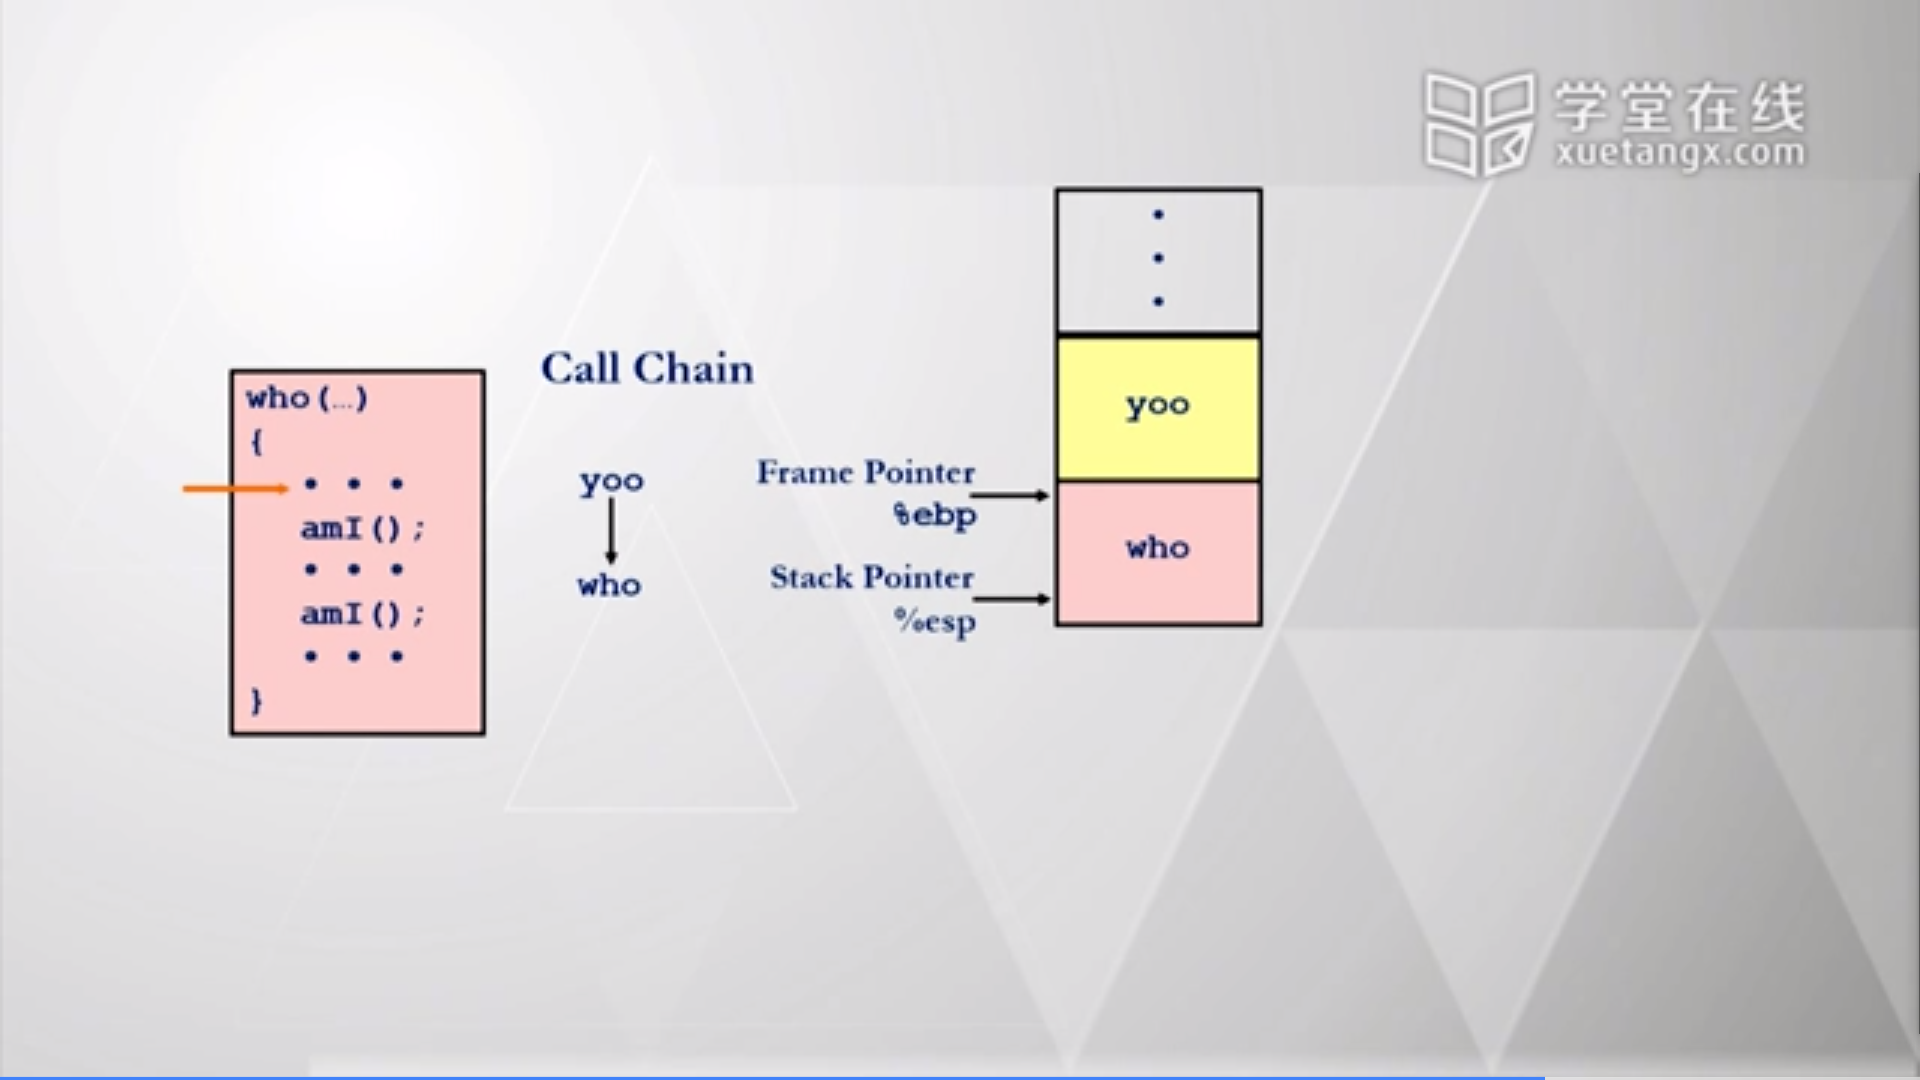 学堂在线
xuetangx.com
who(…)
{
• • •
amI();
• • •
amI();
• • •
}
Call Chain
yoo
who
Frame Pointer
%ebp
Stack Pointer
%esp
•
•
•
yoo
who